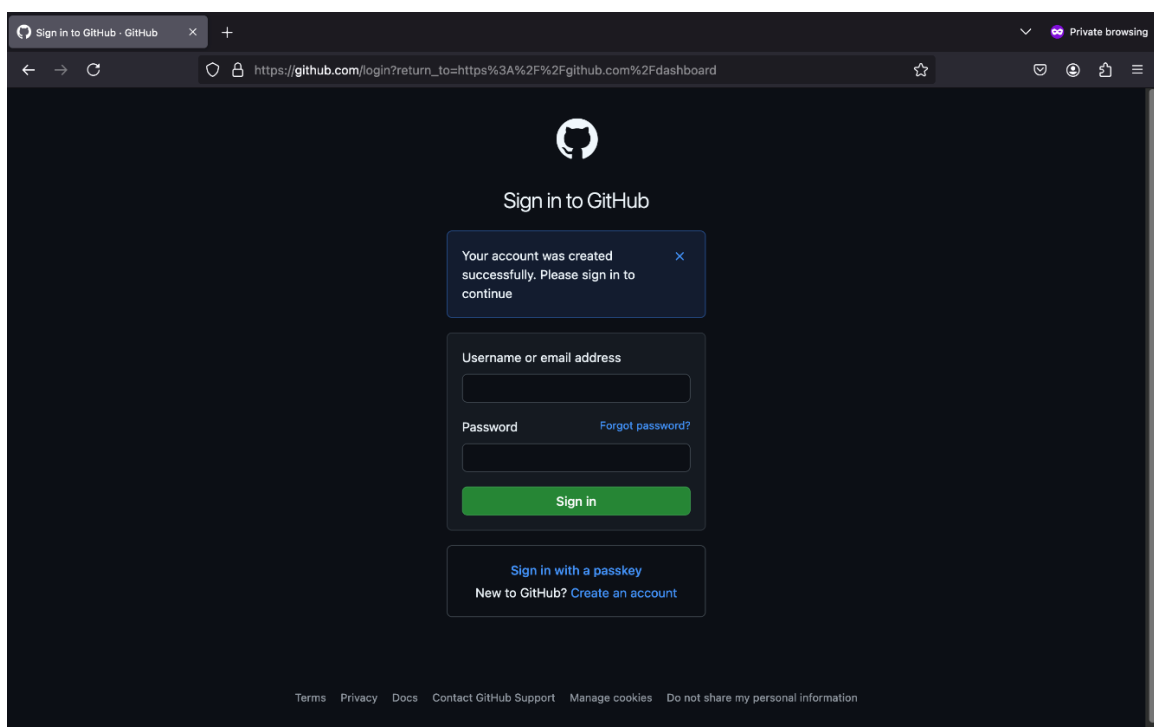 Sign in to GitHub · GitHub
Private browsing
https://github.com/login?return_to=https%3A%2F%2Fgithub.com%2Fdashboard
Sign in to GitHub
Your account was created
successfully. Please sign in to
continue
Username or email address
Password Forgot password?
Sign in
Sign in with a passkey
New to GitHub? Create an account
Terms Privacy Docs Contact GitHub Support Manage cookies Do not share my personal information